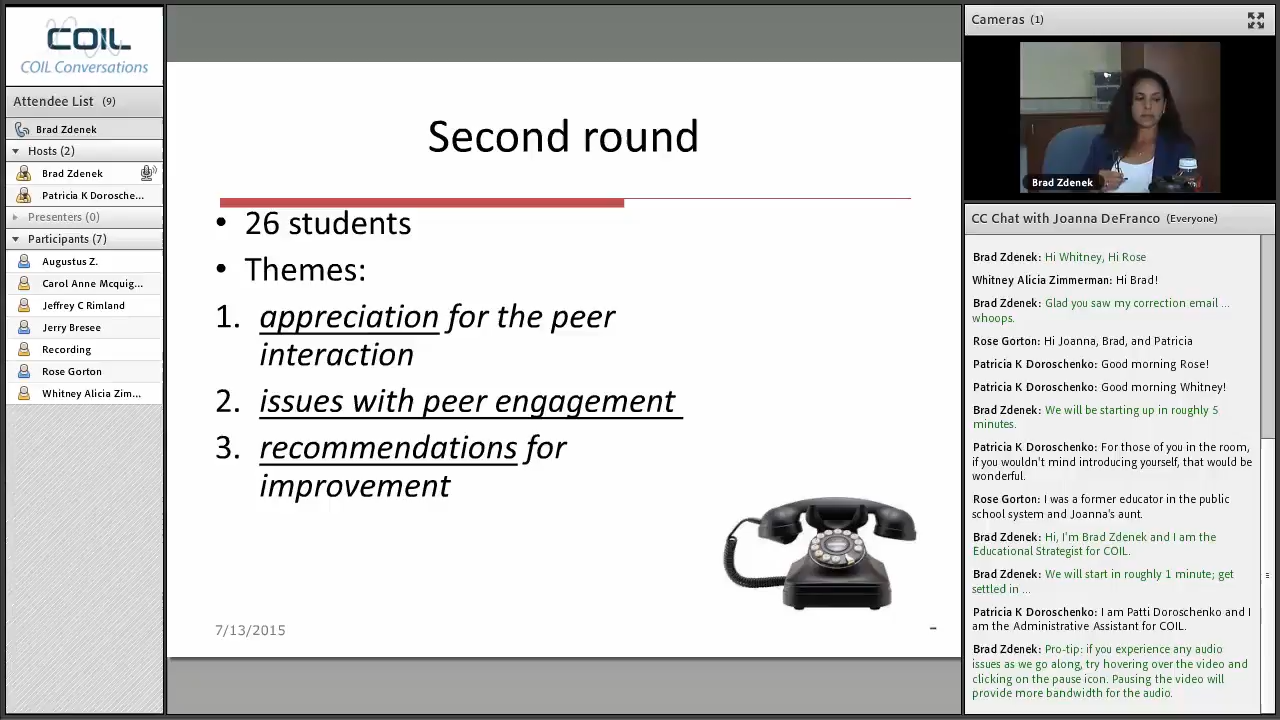 COIL
COIL Conversations
Attendee List (9)
Brad Zdenek
Hosts (2)
Brad Zdenek
Patricia K Dorosche...
Presenters (0)
Participants (7)
Augustus Z.
Carol Anne Mcquig...
Jeffrey C Rimland
Jerry Bresee
Recording
Rose Gorton
Whitney Alicia Zim...
Second round
• 26 students
• Themes:
1. appreciation for the peer
interaction
2. issues with peer engagement
3. recommendations for
improvement
7/13/2015
-
Cameras (1)
Brad Zdenek
CC Chat with Joanna DeFranco (Everyone)
Brad Zdenek: Hi Whitney, Hi Rose
Whitney Alicia Zimmerman: Hi Brad!
Brad Zdenek: Glad you saw my correction email ...
whoops.
Rose Gorton: Hi Joanna, Brad, and Patricia
Patricia K Doroschenko: Good morning Rose!
Patricia K Doroschenko: Good morning Whitney!
Brad Zdenek: We will be starting up in roughly 5
minutes.
Patricia K Doroschenko: For those of you in the room,
if you wouldn't mind introducing yourself, that would be
wonderful.
Rose Gorton: I was a former educator in the public
school system and Joanna's aunt.
Brad Zdenek: Hi, I'm Brad Zdenek and I am the
Educational Strategist for COIL.
Brad Zdenek: We will start in roughly 1 minute; get
settled in ...
Patricia K Doroschenko: I am Patti Doroschenko and I
am the Administrative Assistant for COIL.
Brad Zdenek: Pro-tip: if you experience any audio
issues as we go along, try hovering over the video and
clicking on the pause icon. Pausing the video will
provide more bandwidth for the audio.